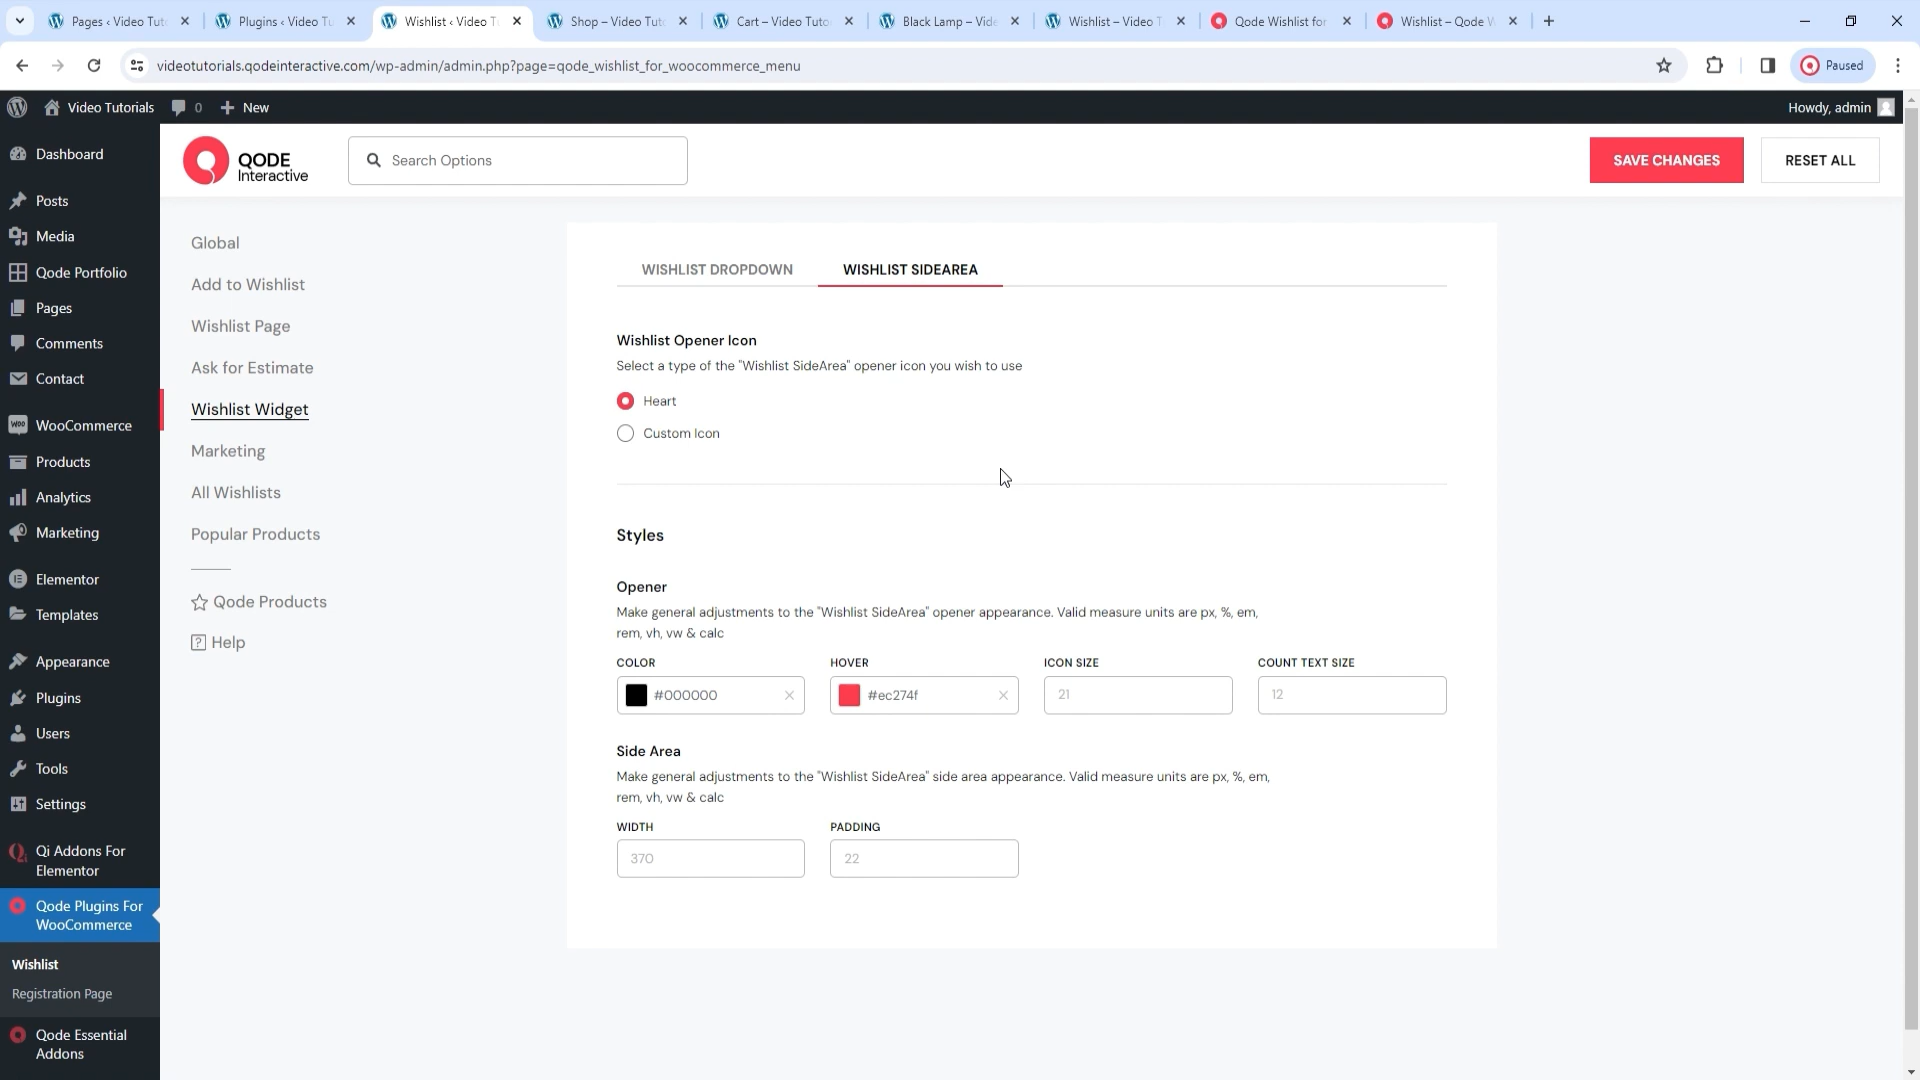 Pages ‹ Video Tut
Plugins ‹ Video Tu
Wishlist ‹ Video T
Shop – Video Tut
Cart – Video Tuto
Black Lamp – Vide
Wishlist – Video T
Qode Wishlist for
Wishlist – Qode W
videotutorials.qodeinteractive.com/wp-admin/admin.php?page=qode_wishlist_for_woocommerce_menu
Paused
Video Tutorials
0
New
Howdy, admin
Dashboard
Posts
Media
Qode Portfolio
Pages
Comments
Contact
WooCommerce
Products
Analytics
Marketing
Elementor
Templates
Appearance
Plugins
Users
Tools
Settings
Qi Addons For
Elementor
Qode Plugins For
WooCommerce
Wishlist
Registration Page
Qode Essential
Addons
QODE
Interactive
Search Options
SAVE CHANGES
RESET ALL
Global
Add to Wishlist
Wishlist Page
Ask for Estimate
Wishlist Widget
Marketing
All Wishlists
Popular Products
Qode Products
Help
WISHLIST DROPDOWN
WISHLIST SIDEAREA
Wishlist Opener Icon
Select a type of the "Wishlist SideArea" opener icon you wish to use
Heart
Custom Icon
Styles
Opener
Make general adjustments to the "Wishlist SideArea" opener appearance. Valid measure units are px, %, em,
rem, vh, vw & calc
COLOR HOVER ICON SIZE COUNT TEXT SIZE
#000000 #ec274f 21 12
Side Area
Make general adjustments to the "Wishlist SideArea" side area appearance. Valid measure units are px, %, em,
rem, vh, vw & calc
WIDTH PADDING
370 22